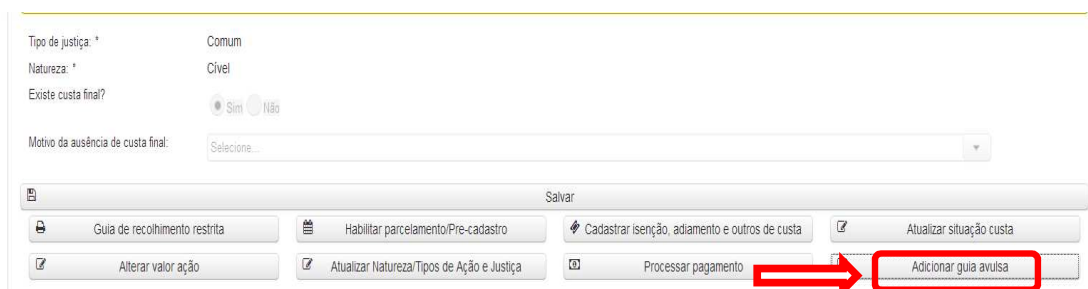 Tipo de justiça: * Comum
Natureza: * Cível
Existe custa final? Sim Não
Motivo da ausência de custa final: Selecione...
Salvar
Guia de recolhimento restrita Habilitar parcelamento/Pre-cadastro Cadastrar isenção, adiamento e outros de custa Atualizar situação custa
Alterar valor ação Atualizar Natureza/Tipos de Ação e Justiça Processar pagamento Adicionar guia avulsa